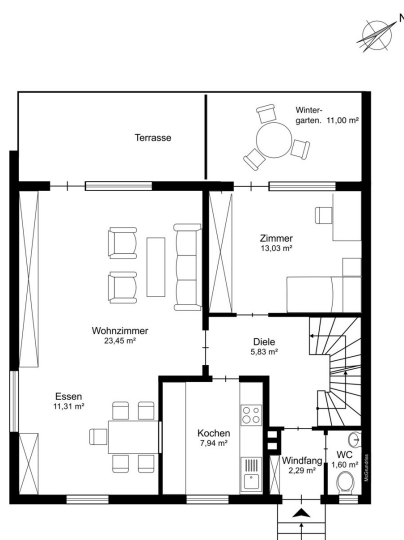 N
Winter-
garten. 11,00 m²
Terrasse
Zimmer
13,03 m²
Wohnzimmer
23,45 m²
Diele
5,83 m²
Essen
11,31 m²
Kochen
7,94 m²
Windfang
2,29 m²
WC
1,60 m²